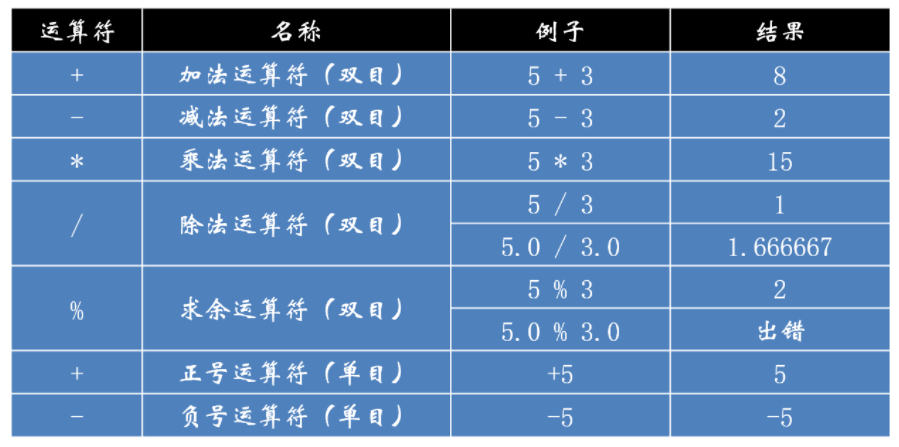 运算符 名称 例子 结果
+ 加法运算符（双目） 5 + 3 8
- 减法运算符（双目） 5 - 3 2
* 乘法运算符（双目） 5 * 3 15
/ 除法运算符（双目） 5 / 3 1
5.0 / 3.0 1.666667
% 求余运算符（双目） 5 % 3 2
5.0 % 3.0 出错
+ 正号运算符（单目） +5 5
- 负号运算符（单目） -5 -5